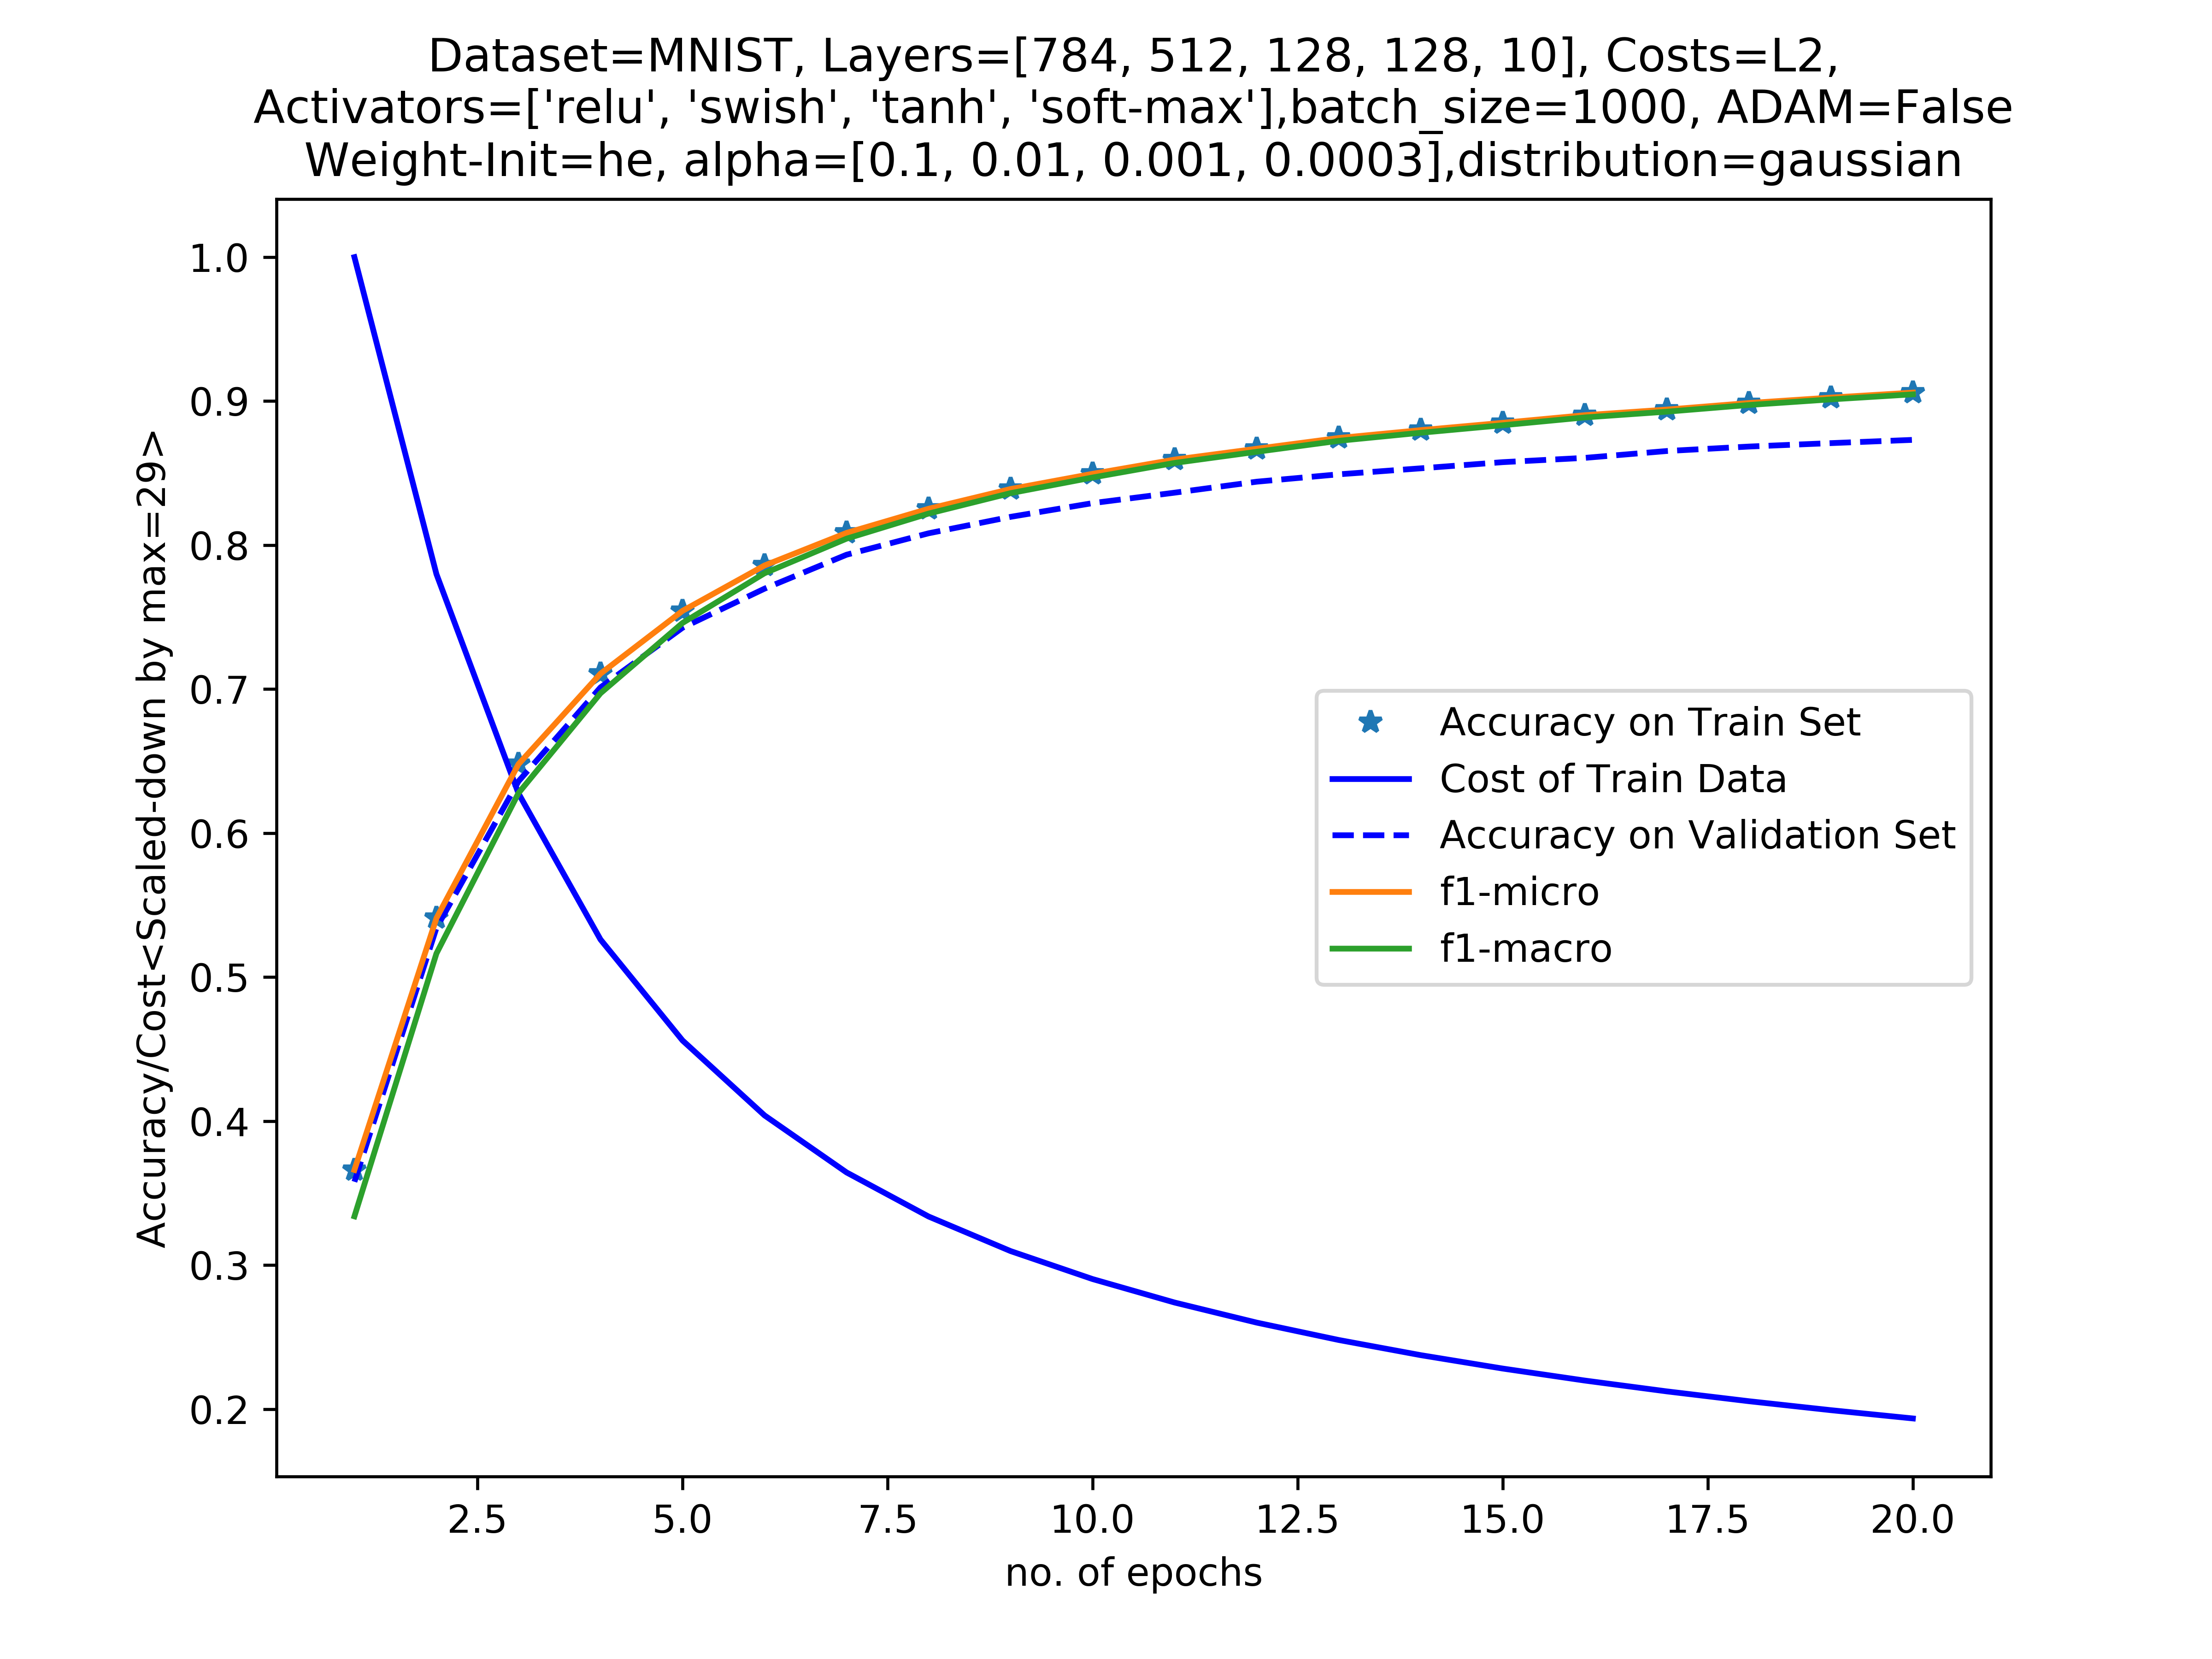 Dataset=MNIST, Layers=[784, 512, 128, 128, 10], Costs=L2,
Activators=['relu', 'swish', 'tanh', 'soft-max'],batch_size=1000, ADAM=False
Weight-Init=he, alpha=[0.1, 0.01, 0.001, 0.0003],distribution=gaussian
Accuracy/Cost<Scaled-down by max=29>
1.0
0.9
0.8
0.7
0.6
0.5
0.4
0.3
0.2
Accuracy on Train Set
Cost of Train Data
Accuracy on Validation Set
f1-micro
f1-macro
2.5
5.0
7.5
10.0
12.5
15.0
17.5
20.0
no. of epochs